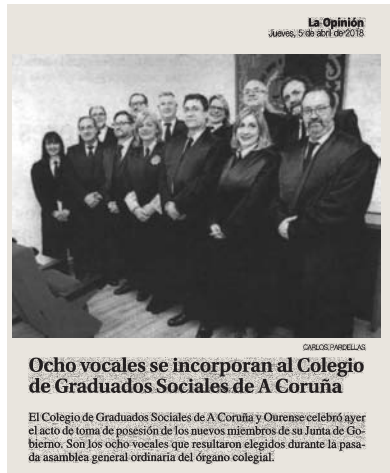 La Opinión
Jueves, 5 de abril de 2018
CARLOS PARDELLAS
Ocho vocales se incorporan al Colegio
de Graduados Sociales de A Coruña
El Colegio de Graduados Sociales de A Coruña y Ourense celebró ayer
el acto de toma de posesión de los nuevos miembros de su Junta de Go-
bierno. Son los ocho vocales que resultaron elegidos durante la pasa-
da asamblea general ordinaria del órgano colegial.